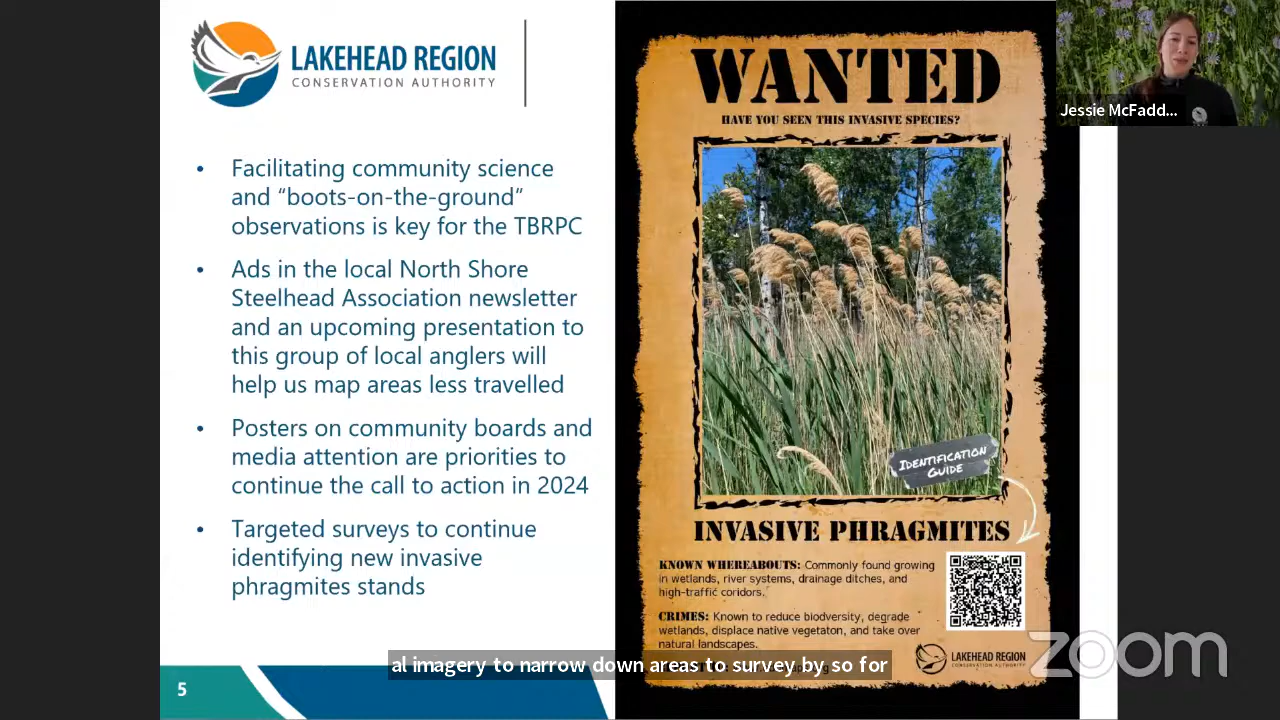 LAKEHEAD REGION
CONSERVATION AUTHORITY
• Facilitating community science
and “boots-on-the-ground”
observations is key for the TBRPC
• Ads in the local North Shore
Steelhead Association newsletter
and an upcoming presentation to
this group of local anglers will
help us map areas less travelled
• Posters on community boards and
media attention are priorities to
continue the call to action in 2024
• Targeted surveys to continue
identifying new invasive
phragmites stands
5
WANTED
HAVE YOU SEEN THIS INVASIVE SPECIES?
IDENTIFICATION
GUIDE
INVASIVE PHRAGMITES
KNOWN WHEREABOUTS: Commonly found growing
in wetlands, river systems, drainage ditches, and
high-traffic coridors.
CRIMES: Known to reduce biodiversity, degrade
wetlands, displace native vegetaton, and take over
natural landscapes.
LAKEHEAD REGION
CONSERVATION AUTHORITY
Jessie McFadd...
al imagery to narrow down areas to survey by so for
zoom